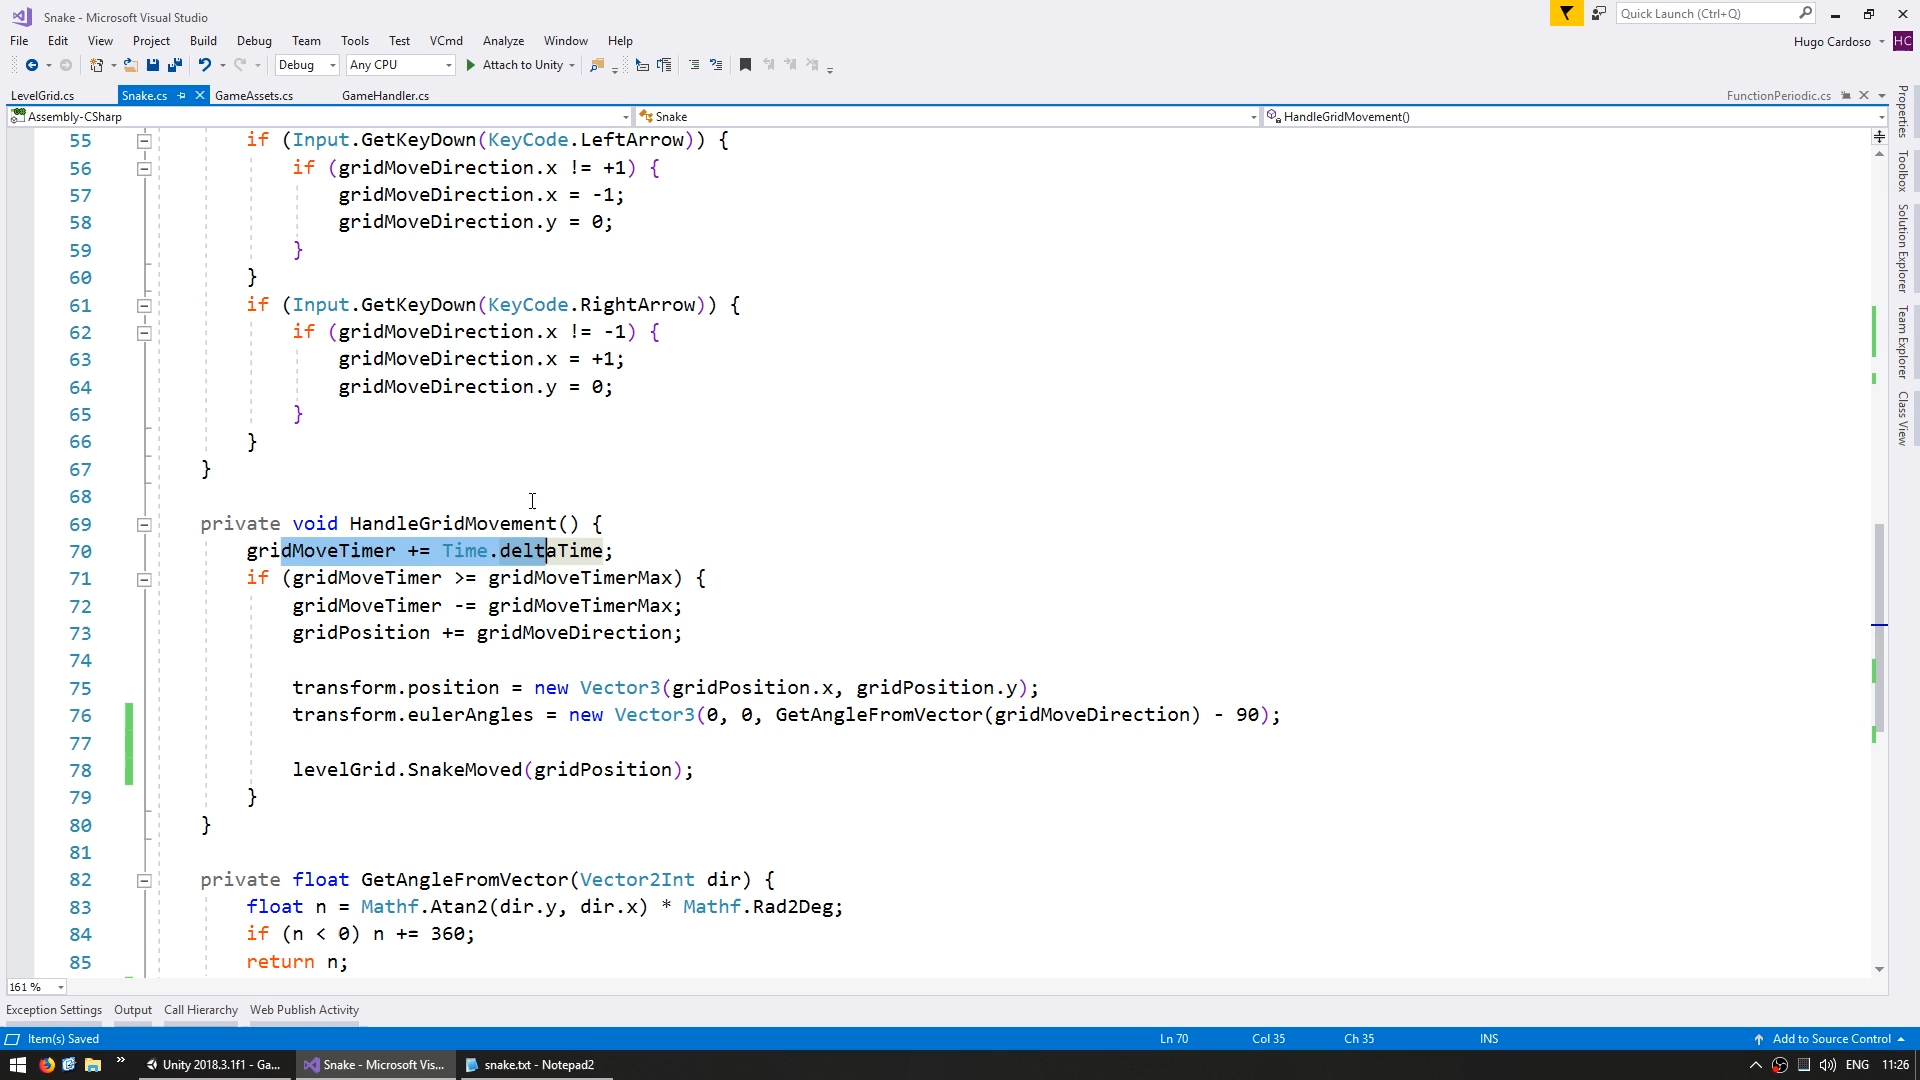 Snake - Microsoft Visual Studio
Quick Launch (Ctrl+Q)
File Edit View Project Build Debug Team Tools Test VCmd Analyze Window Help
Hugo Cardoso HC
Debug Any CPU Attach to Unity
LevelGrid.cs Snake.cs GameAssets.cs GameHandler.cs FunctionPeriodic.cs
Assembly-CSharp Snake HandleGridMovement()
55 if (Input.GetKeyDown(KeyCode.LeftArrow)) {
56 if (gridMoveDirection.x != +1) {
57 gridMoveDirection.x = -1;
58 gridMoveDirection.y = 0;
59 }
60 }
61 if (Input.GetKeyDown(KeyCode.RightArrow)) {
62 if (gridMoveDirection.x != -1) {
63 gridMoveDirection.x = +1;
64 gridMoveDirection.y = 0;
65 }
66 }
67 }
68
69 private void HandleGridMovement() {
70 gridMoveTimer += Time.deltaTime;
71 if (gridMoveTimer >= gridMoveTimerMax) {
72 gridMoveTimer -= gridMoveTimerMax;
73 gridPosition += gridMoveDirection;
74
75 transform.position = new Vector3(gridPosition.x, gridPosition.y);
76 transform.eulerAngles = new Vector3(0, 0, GetAngleFromVector(gridMoveDirection) - 90);
77
78 levelGrid.SnakeMoved(gridPosition);
79 }
80 }
81
82 private float GetAngleFromVector(Vector2Int dir) {
83 float n = Mathf.Atan2(dir.y, dir.x) * Mathf.Rad2Deg;
84 if (n < 0) n += 360;
85 return n;
Properties
Toolbox
Solution Explorer
Team Explorer
Class View
161 %
Exception Settings Output Call Hierarchy Web Publish Activity
Item(s) Saved Ln 70 Col 35 Ch 35 INS Add to Source Control
Unity 2018.3.1f1 - Ga... Snake - Microsoft Vis... snake.txt - Notepad2 ENG 11:26